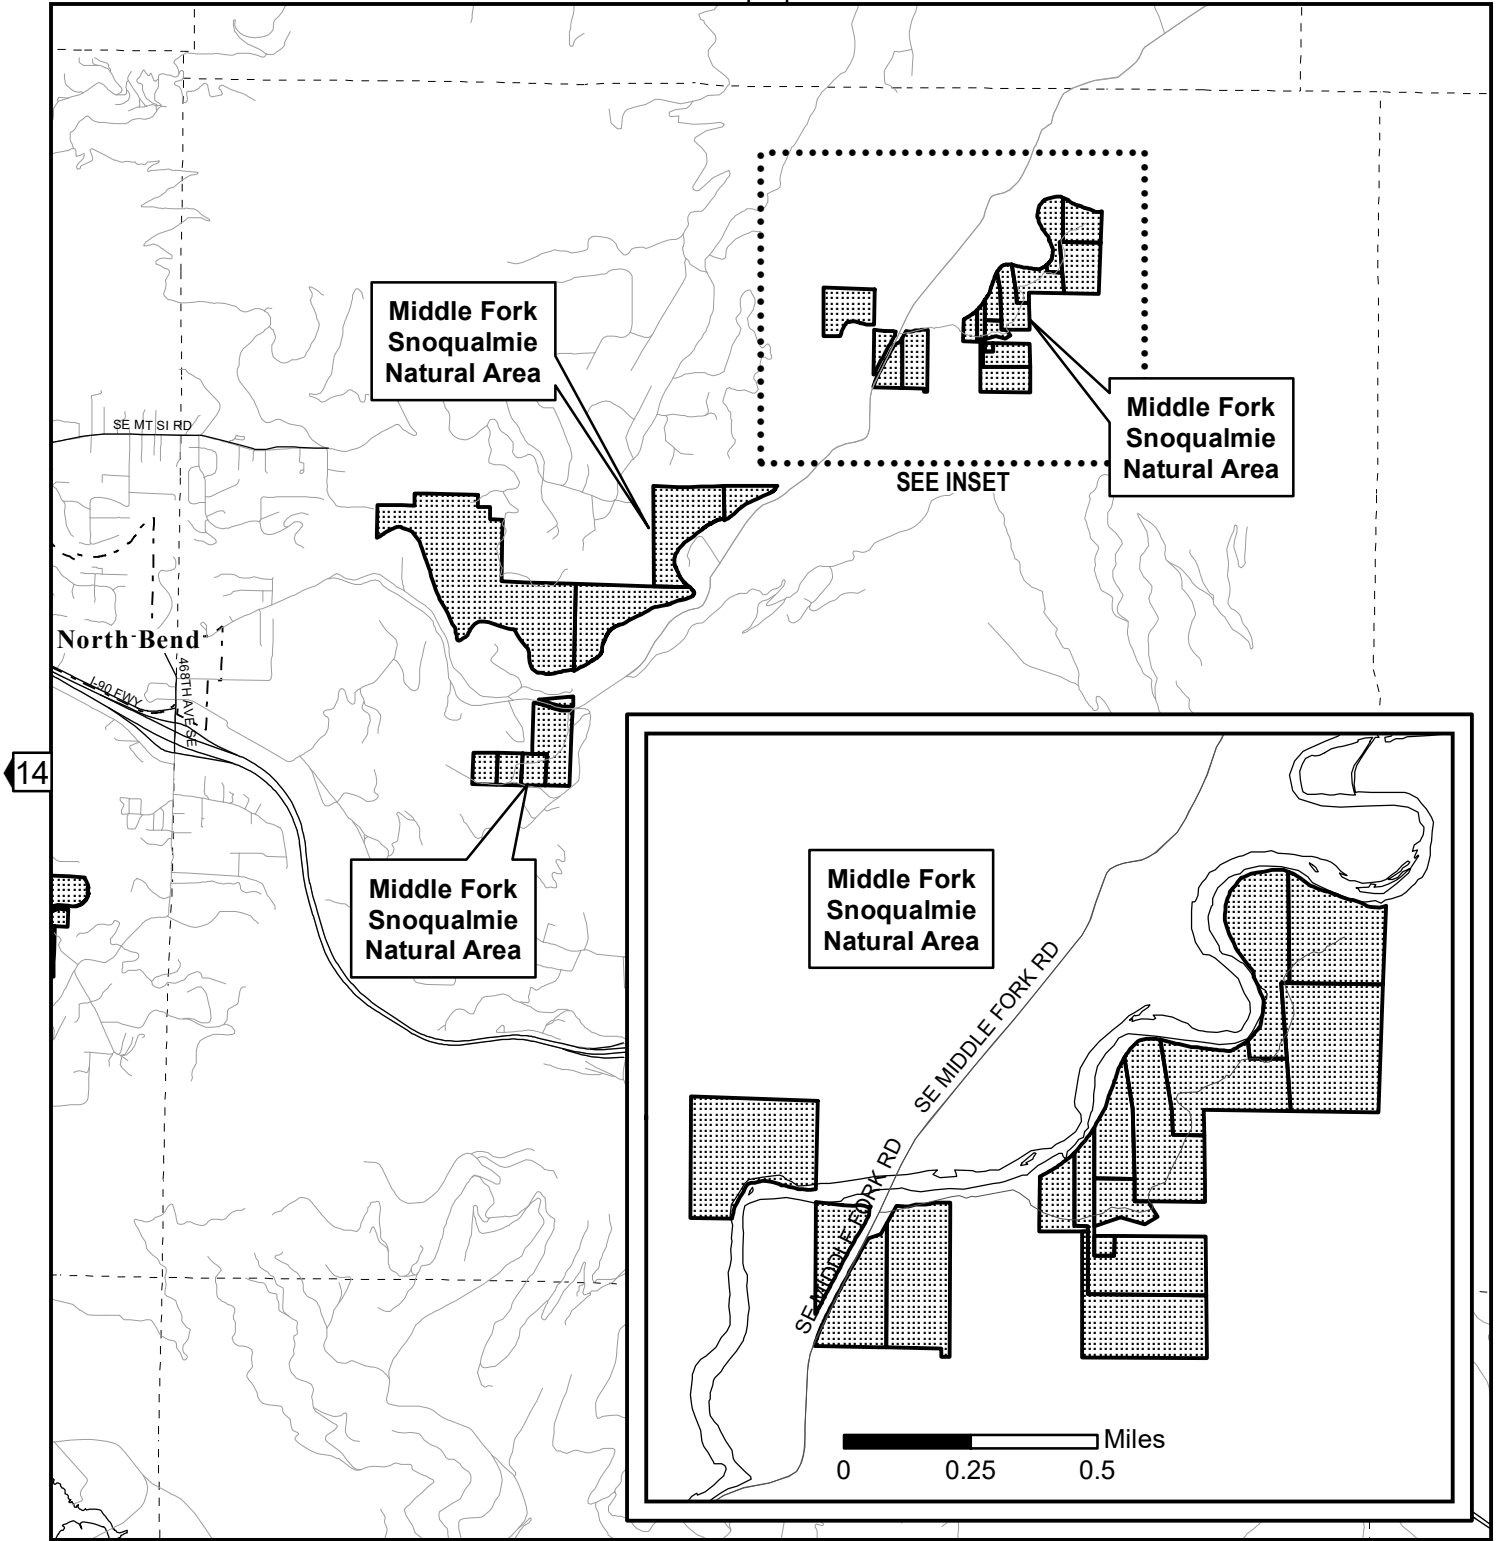 Middle Fork
Snoqualmie
Natural Area
Middle Fork
Snoqualmie
Natural Area
SE MT SI RD
SEE INSET
North Bend
I-90 FWY
468TH AVE SE
14
Middle Fork
Snoqualmie
Natural Area
Middle Fork
Snoqualmie
Natural Area
SE MIDDLE FORK RD
SE MIDDLE FORK RD
Miles
0 0.25 0.5